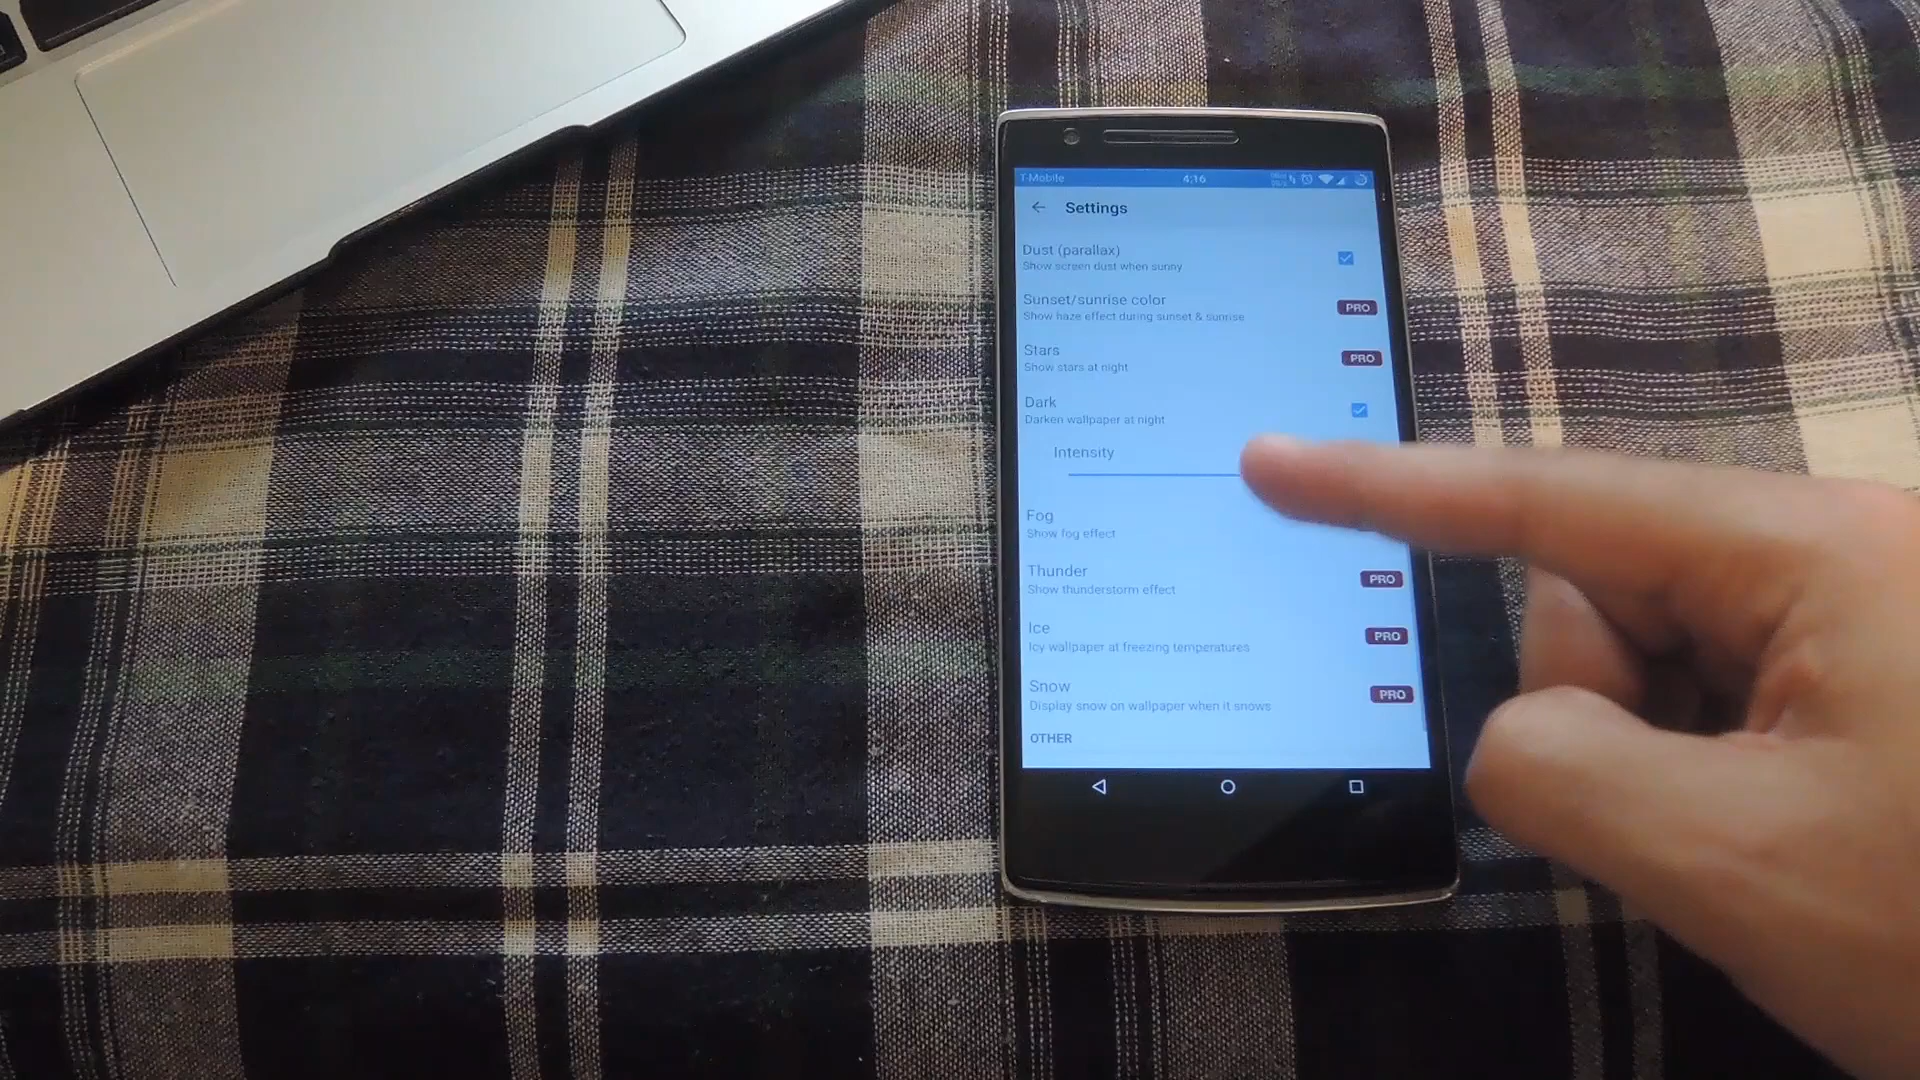 T-Mobile
4:16
Settings
Dust (parallax)
Show screen dust when sunny
Sunset/sunrise color
Show haze effect during sunset & sunrise
PRO
Stars
Show stars at night
PRO
Dark
Darken wallpaper at night
Intensity
Fog
Show fog effect
Thunder
Show thunderstorm effect
PRO
Ice
Icy wallpaper at freezing temperatures
PRO
Snow
Display snow on wallpaper when it snows
PRO
OTHER